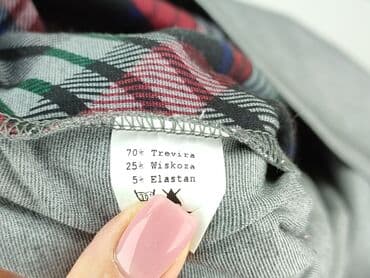 70% Trevira
25% Wiskoza
5% Elastan